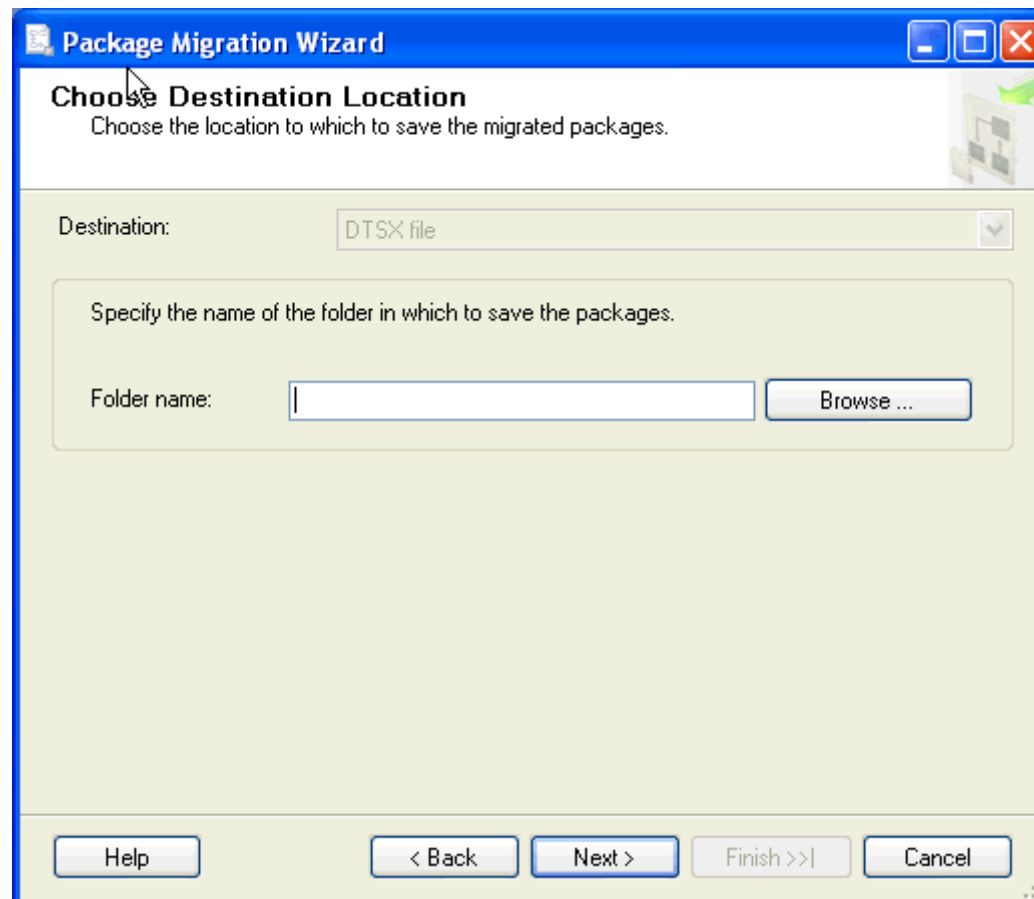 Package Migration Wizard
Choose Destination Location
Choose the location to which to save the migrated packages.
Destination:
DTSX file
Specify the name of the folder in which to save the packages.
Folder name:
Browse ...
Help
< Back
Next >
Finish >>|
Cancel